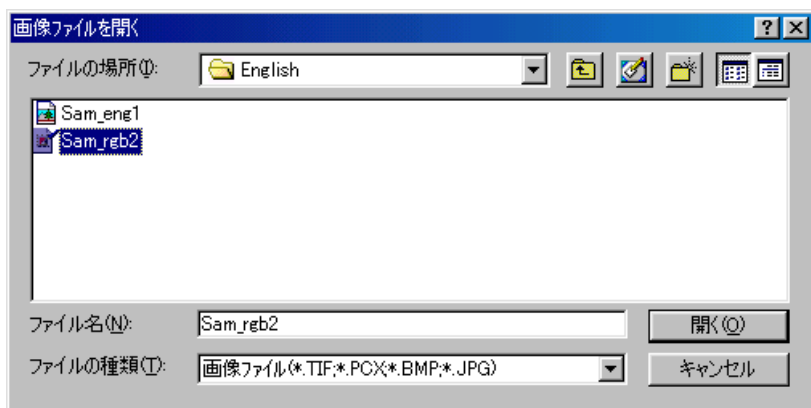 画像ファイルを開く
ファイルの場所(I):
English
Sam_eng1
Sam_rgb2
ファイル名(N):
Sam_rgb2
開く(O)
ファイルの種類(T):
画像ファイル(*.TIF;*.PCX;*.BMP;*.JPG)
キャンセル